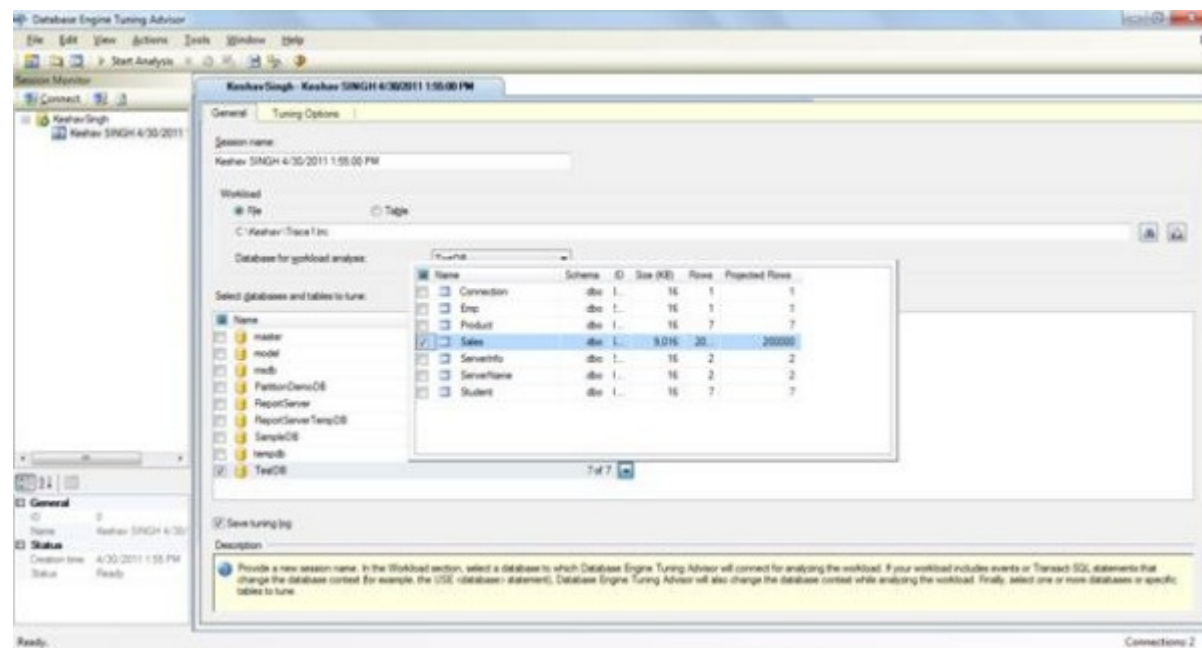 Database Engine Tuning Advisor
File Edit View Actions Tools Window Help
Start Analysis
Session Monitor
Connect
KeshavSingh
Keshav SINGH 4/30/2011
KeshavSingh - Keshav SINGH 4/30/2011 1:55:00 PM
General Tuning Options
Session name:
Keshav SINGH 4/30/2011 1:55:00 PM
Workload
File Table
C:\Keshav\Trace1.trc
Database for workload analysis: TestDB
Select databases and tables to tune:
Name
master
model
msdb
PartitionDemoDB
ReportServer
ReportServerTempDB
SampleDB
tempdb
TestDB 7 of 7
Name Schema ID Size (KB) Rows Projected Rows
Connection dbo 16 1 1
Emp dbo 16 1 1
Product dbo 16 7 7
Sales dbo 9,016 20... 200000
ServerInfo dbo 16 2 2
ServerName dbo 16 2 2
Student dbo 16 7 7
General
ID 0
Name Keshav SINGH 4/30/
Status
Creation time 4/30/2011 1:55 PM
Status Ready
Save tuning log
Description
Provide a new session name. In the Workload section, select a database to which Database Engine Tuning Advisor will connect for analyzing the workload. If your workload includes events or Transact-SQL statements that
change the database context (for example, the USE <database> statement), Database Engine Tuning Advisor will also change the database context while analyzing the workload. Finally, select one or more databases or specific
tables to tune.
Ready.
Connections: 2